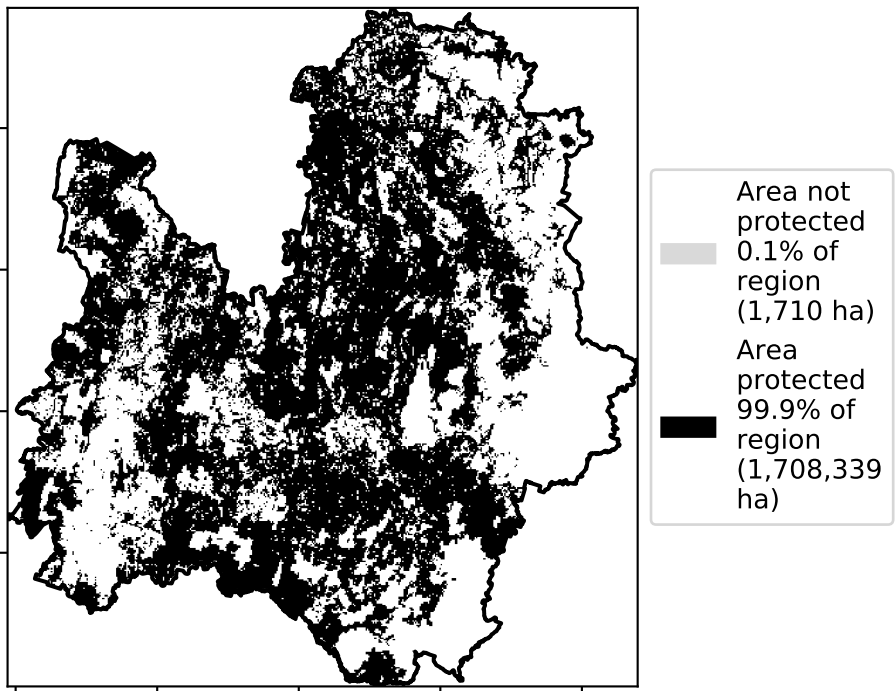 Area not
protected
0.1% of
region
(1,710 ha)
Area
protected
99.9% of
region
(1,708,339
ha)